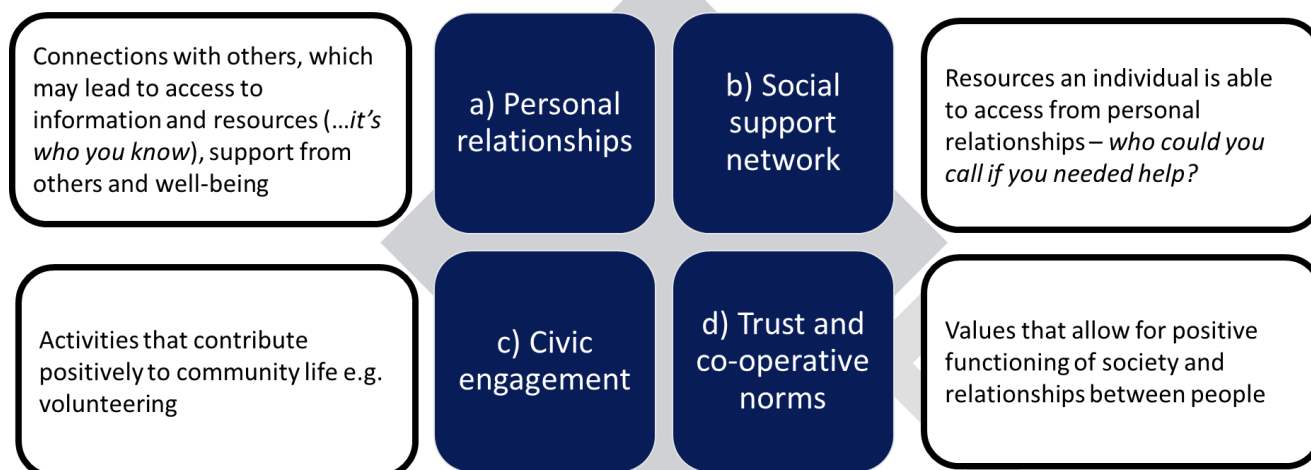 Connections with others, which
may lead to access to
information and resources (…it's
who you know), support from
others and well-being
a) Personal
relationships
b) Social
support
network
Resources an individual is able
to access from personal
relationships – who could you
call if you needed help?
Activities that contribute
positively to community life e.g.
volunteering
c) Civic
engagement
d) Trust and
co-operative
norms
Values that allow for positive
functioning of society and
relationships between people